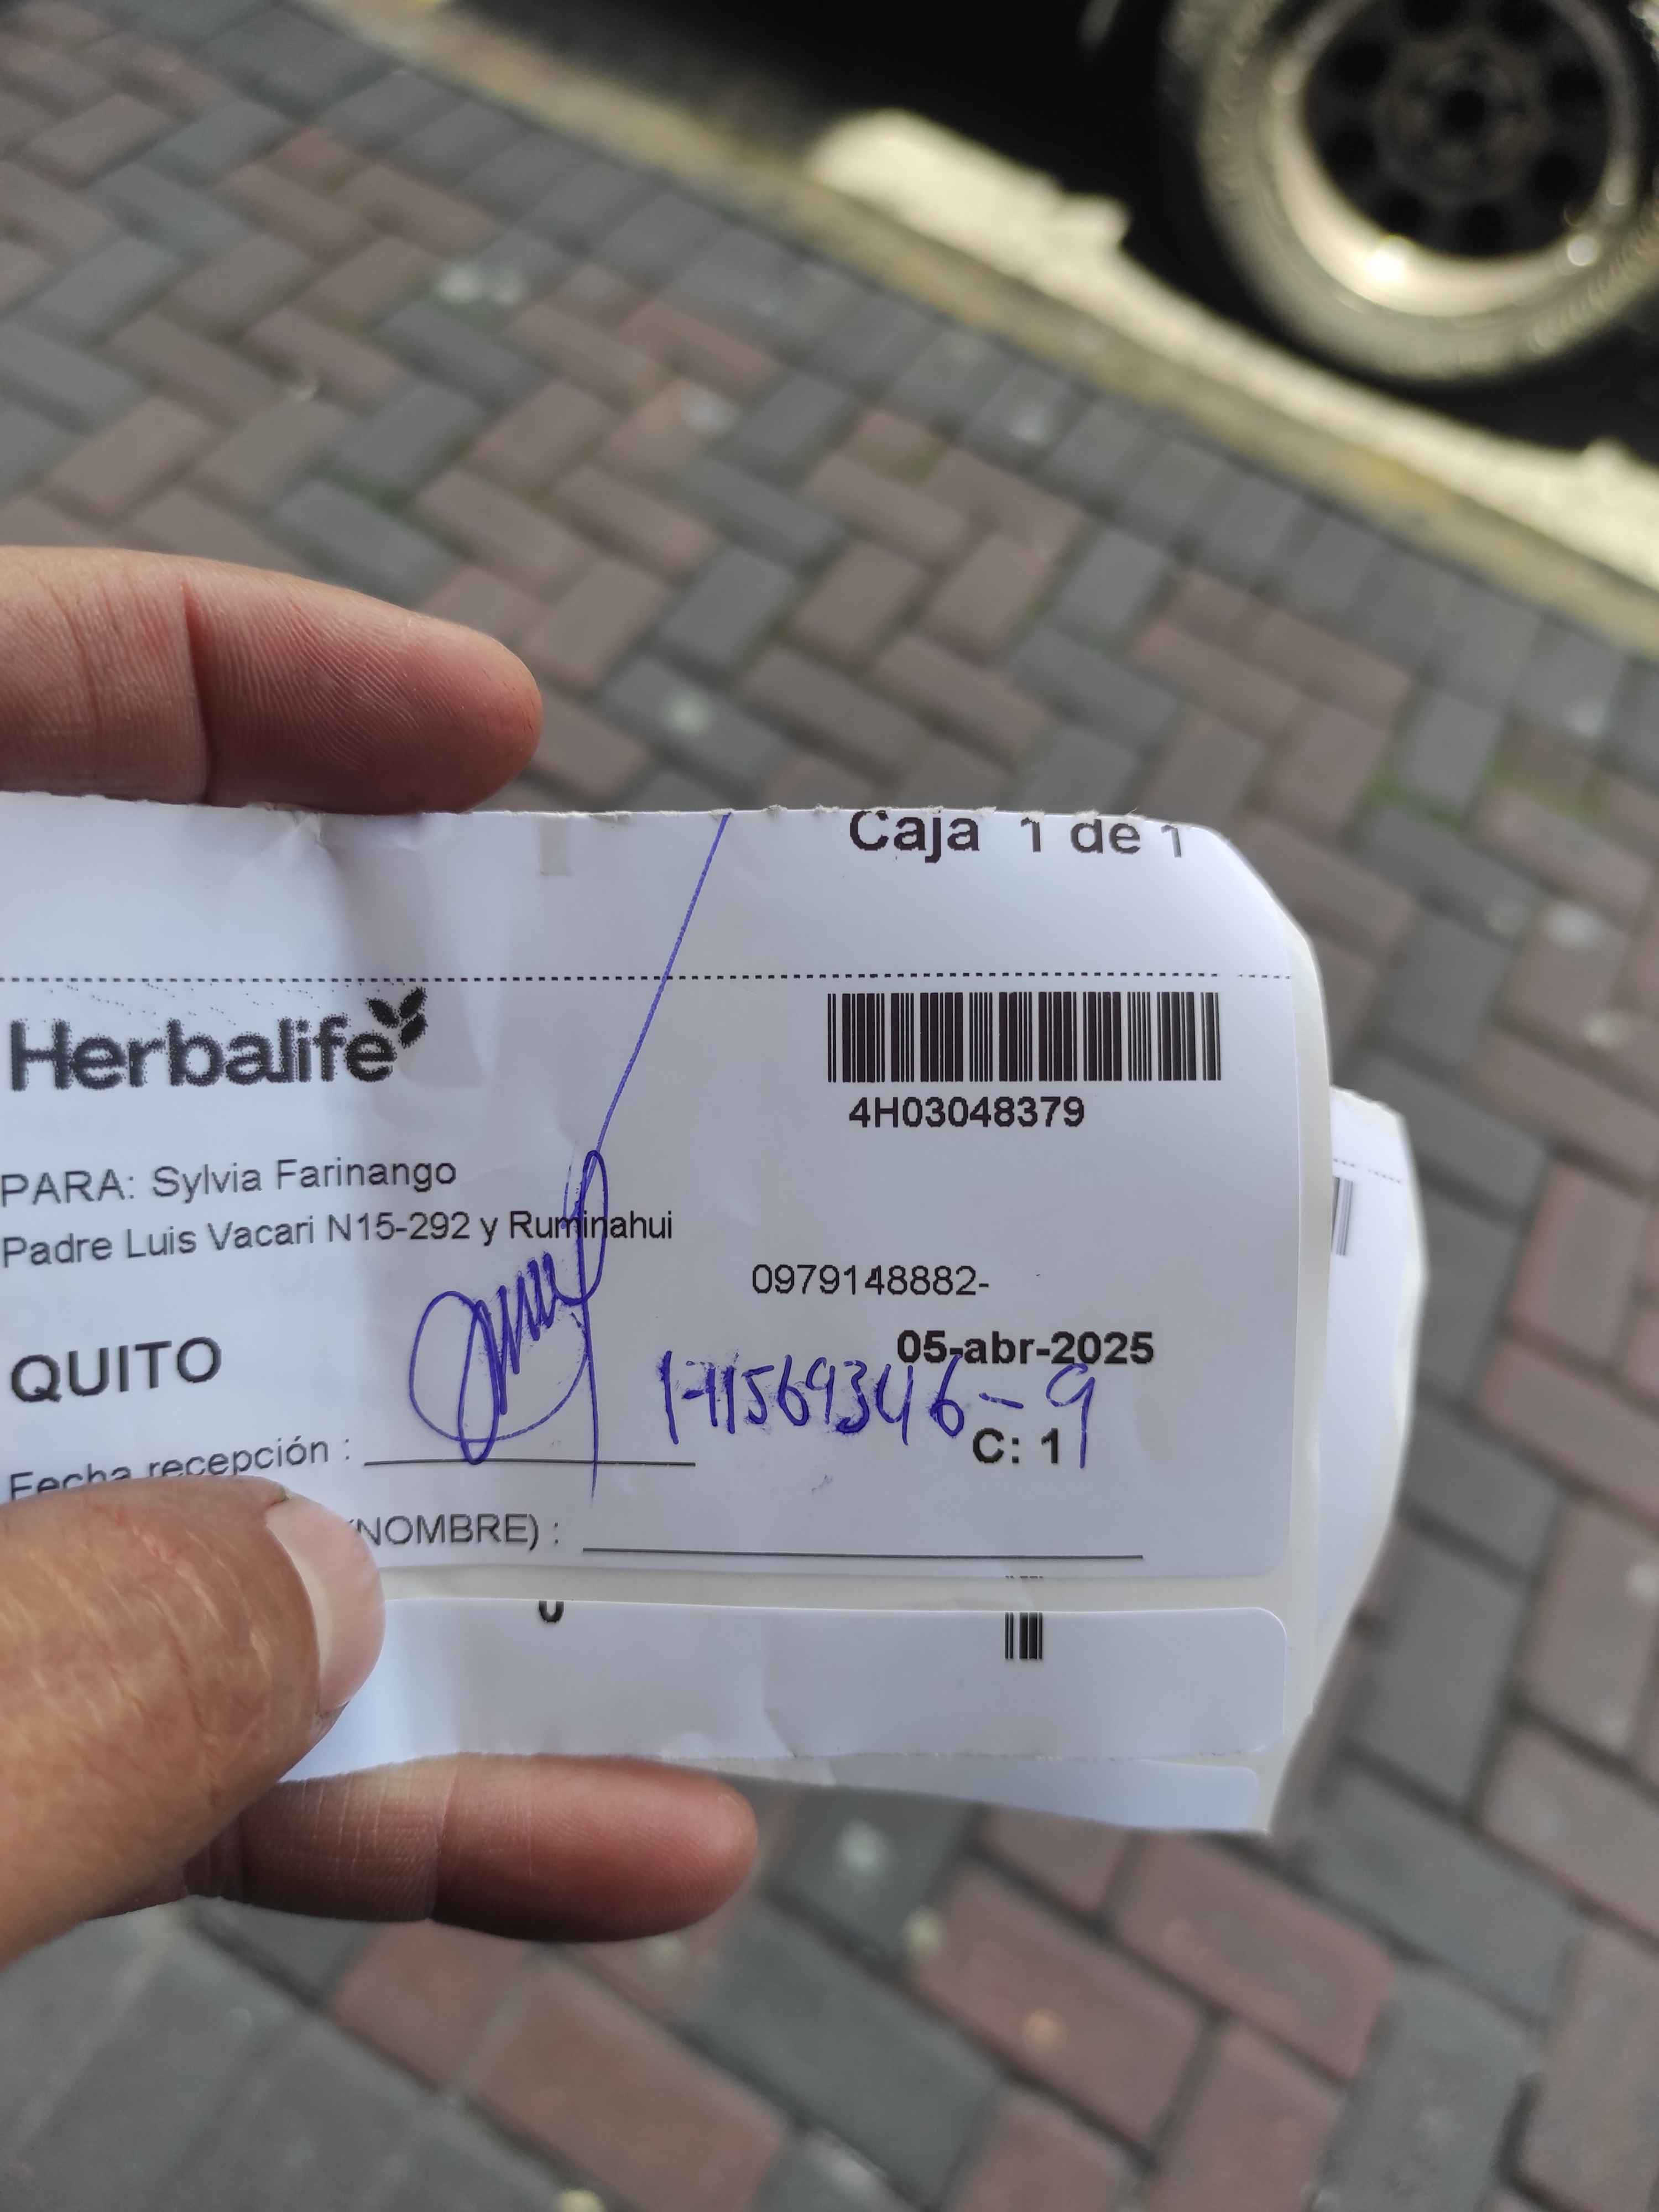 Caja 1 de 1
Herbalife
4H03048379
PARA: Sylvia Farinango
Padre Luis Vacari N15-292 y Ruminahui
0979148882-
05-abr-2025
QUITO
171569346-9
C: 1
Fecha recepción :
(NOMBRE) :